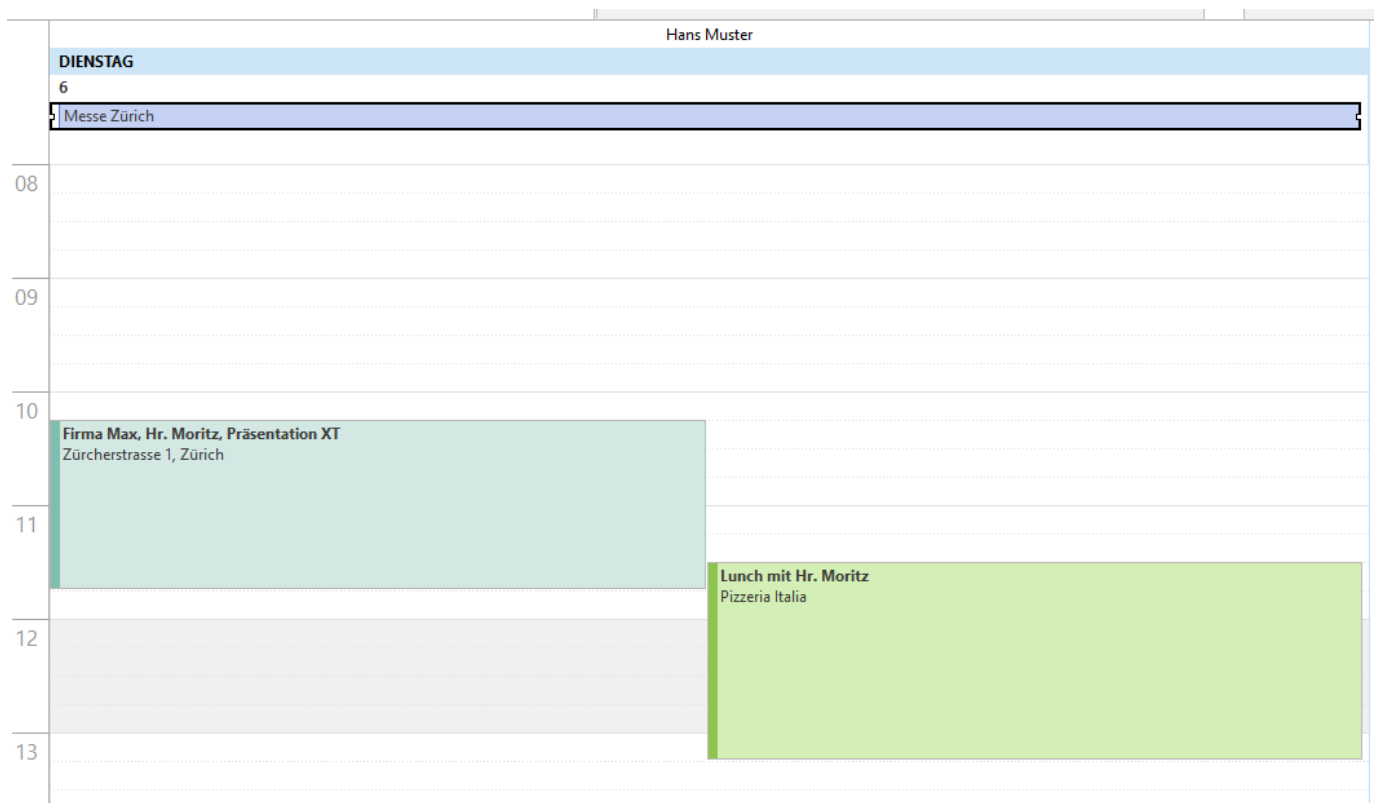 Hans Muster
DIENSTAG
6
Messe Zürich
08
09
10
Firma Max, Hr. Moritz, Präsentation XT
Zürcherstrasse 1, Zürich
11
Lunch mit Hr. Moritz
Pizzeria Italia
12
13